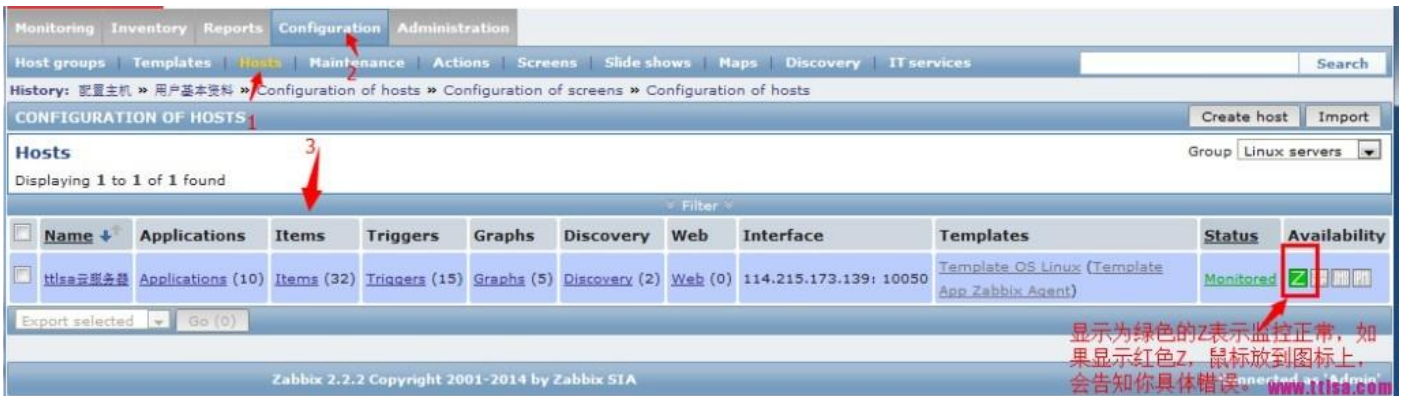 Monitoring Inventory Reports Configuration Administration
2
Host groups | Templates | Hosts | Maintenance | Actions | Screens | Slide shows | Maps | Discovery | IT services Search
History: 配置主机 » 用户基本资料 » Configuration of hosts » Configuration of screens » Configuration of hosts
CONFIGURATION OF HOSTS 1 Create host Import
Hosts 3 Group Linux servers
Displaying 1 to 1 of 1 found
Filter
Name Applications Items Triggers Graphs Discovery Web Interface Templates Status Availability
ttlsa云服务器 Applications (10) Items (32) Triggers (15) Graphs (5) Discovery (2) Web (0) 114.215.173.139: 10050 Template OS Linux (Template App Zabbix Agent) Monitored Z
Export selected Go (0)
显示为绿色的Z表示监控正常，如
果显示红色Z，鼠标放到图标上，
会告知你具体错误。 www.ttlsa.com
Zabbix 2.2.2 Copyright 2001-2014 by Zabbix SIA Connected as 'Admin'